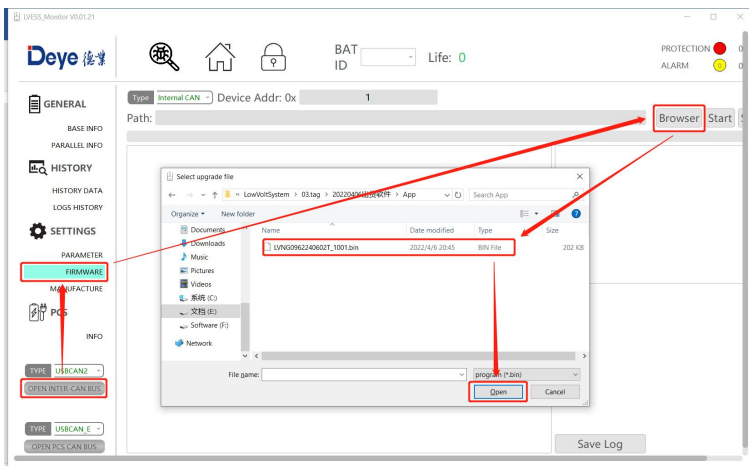 LVESS_Monitor V0.01.21
Deye 德业
BAT ID
Life: 0
PROTECTION 0
ALARM 0
GENERAL
BASE INFO
PARALLEL INFO
HISTORY
HISTORY DATA
LOGS HISTORY
SETTINGS
PARAMETER
FIRMWARE
MANUFACTURE
PCS
INFO
TYPE USBCAN2
OPEN INTER-CAN BUS
TYPE USBCAN_E
OPEN PCS CAN BUS
Type Internal CAN Device Addr: 0x 1
Path: Browser Start
Select upgrade file
« LowVoltSystem > 03.tag > > App Search App
Organize New folder
Name Date modified Type Size
LVNG0962240602T_1001.bin 2022/4/6 20:45 BIN File 202 KB
Documents
Downloads
Music
Pictures
Videos
系统 (C:)
文档 (E:)
Software (F:)
Network
File name: program (*.bin)
Open Cancel
Save Log